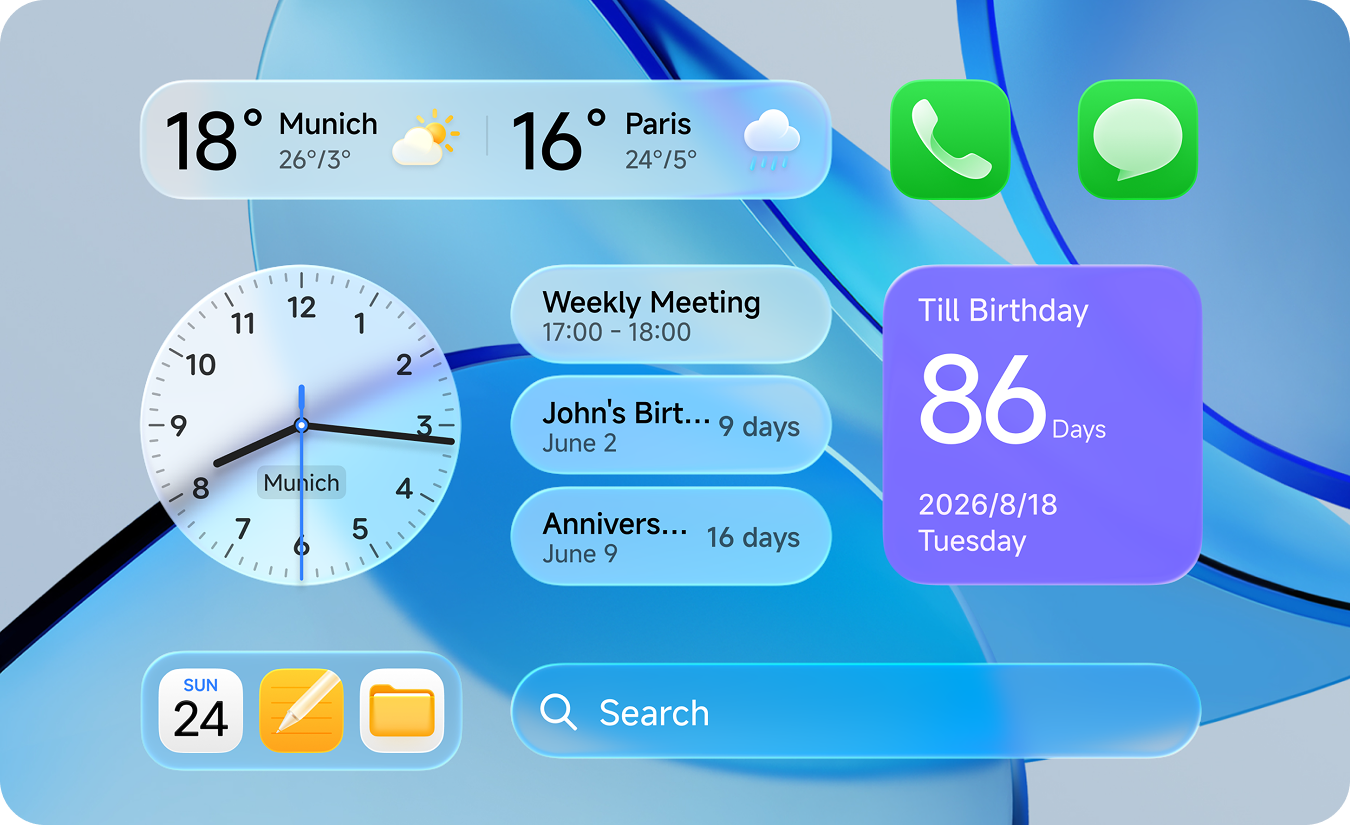 18° Munich
26°/3°
16° Paris
24°/5°
12
1
2
3
4
5
6
7
8
9
10
11
Munich
Weekly Meeting
17:00 - 18:00
John's Birt...
June 2
9 days
Annivers...
June 9
16 days
Till Birthday
86 Days
2026/8/18
Tuesday
SUN
24
Search